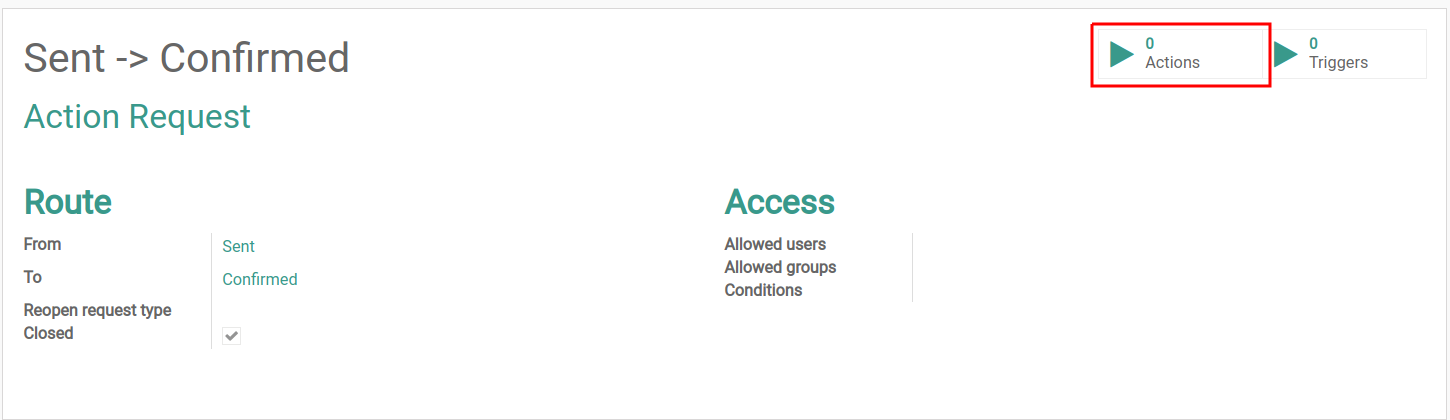 Sent -> Confirmed
0
Actions
0
Triggers
Action Request
Route
From
Sent
To
Confirmed
Reopen request type
Closed
Access
Allowed users
Allowed groups
Conditions